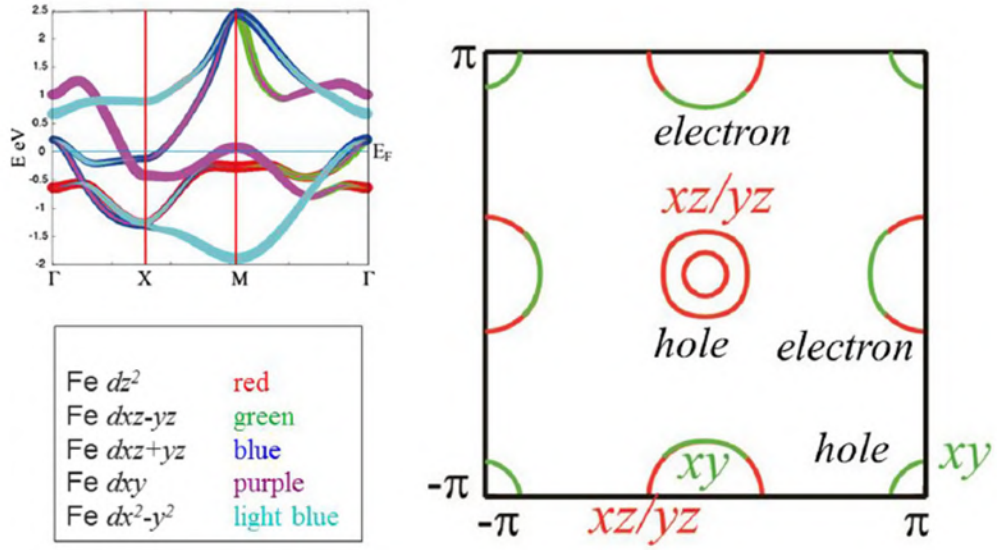 2.5
2
1.5
1
0.5
0
-0.5
-1
-1.5
-2
E eV
E_F
Γ X M Γ
Fe dz² red
Fe dxz-yz green
Fe dxz+yz blue
Fe dxy purple
Fe dx²-y² light blue
π
electron
xz/yz
hole
electron
hole
xy
xy
-π
-π
xz/yz
π